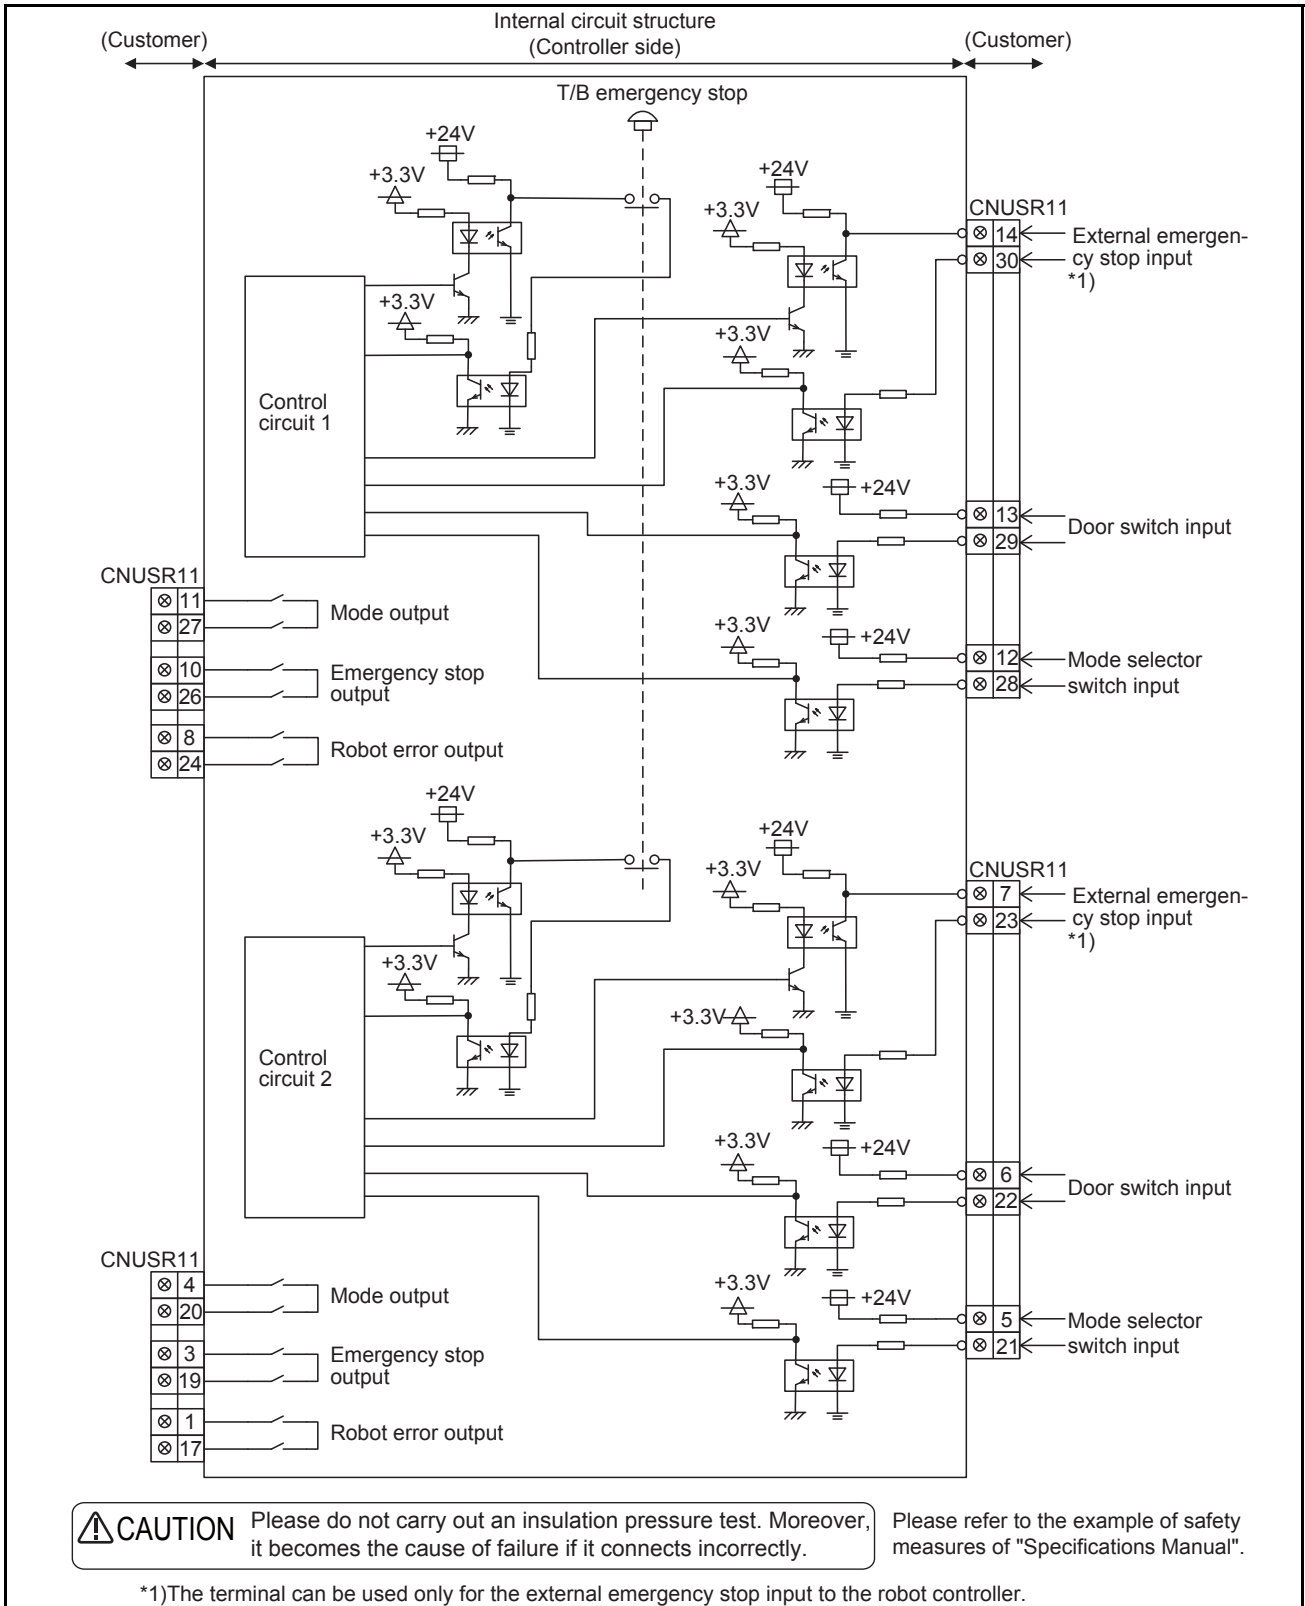 Internal circuit structure
(Controller side)
(Customer)
(Customer)
T/B emergency stop
+24V
+3.3V
+24V
+3.3V
CNUSR11
14
External emergen-
30
cy stop input
*1)
+3.3V
+3.3V
Control
circuit 1
+3.3V
+24V
13
Door switch input
29
CNUSR11
11
27
Mode output
10
26
Emergency stop
output
8
24
Robot error output
+3.3V
+24V
12
Mode selector
28
switch input
+24V
+3.3V
+24V
+3.3V
CNUSR11
7
External emergen-
23
cy stop input
*1)
+3.3V
+3.3V
Control
circuit 2
+3.3V
+24V
6
Door switch input
22
CNUSR11
4
20
Mode output
3
19
Emergency stop
output
1
17
Robot error output
+3.3V
+24V
5
Mode selector
21
switch input
CAUTION
Please do not carry out an insulation pressure test. Moreover,
it becomes the cause of failure if it connects incorrectly.
Please refer to the example of safety
measures of "Specifications Manual".
*1)The terminal can be used only for the external emergency stop input to the robot controller.